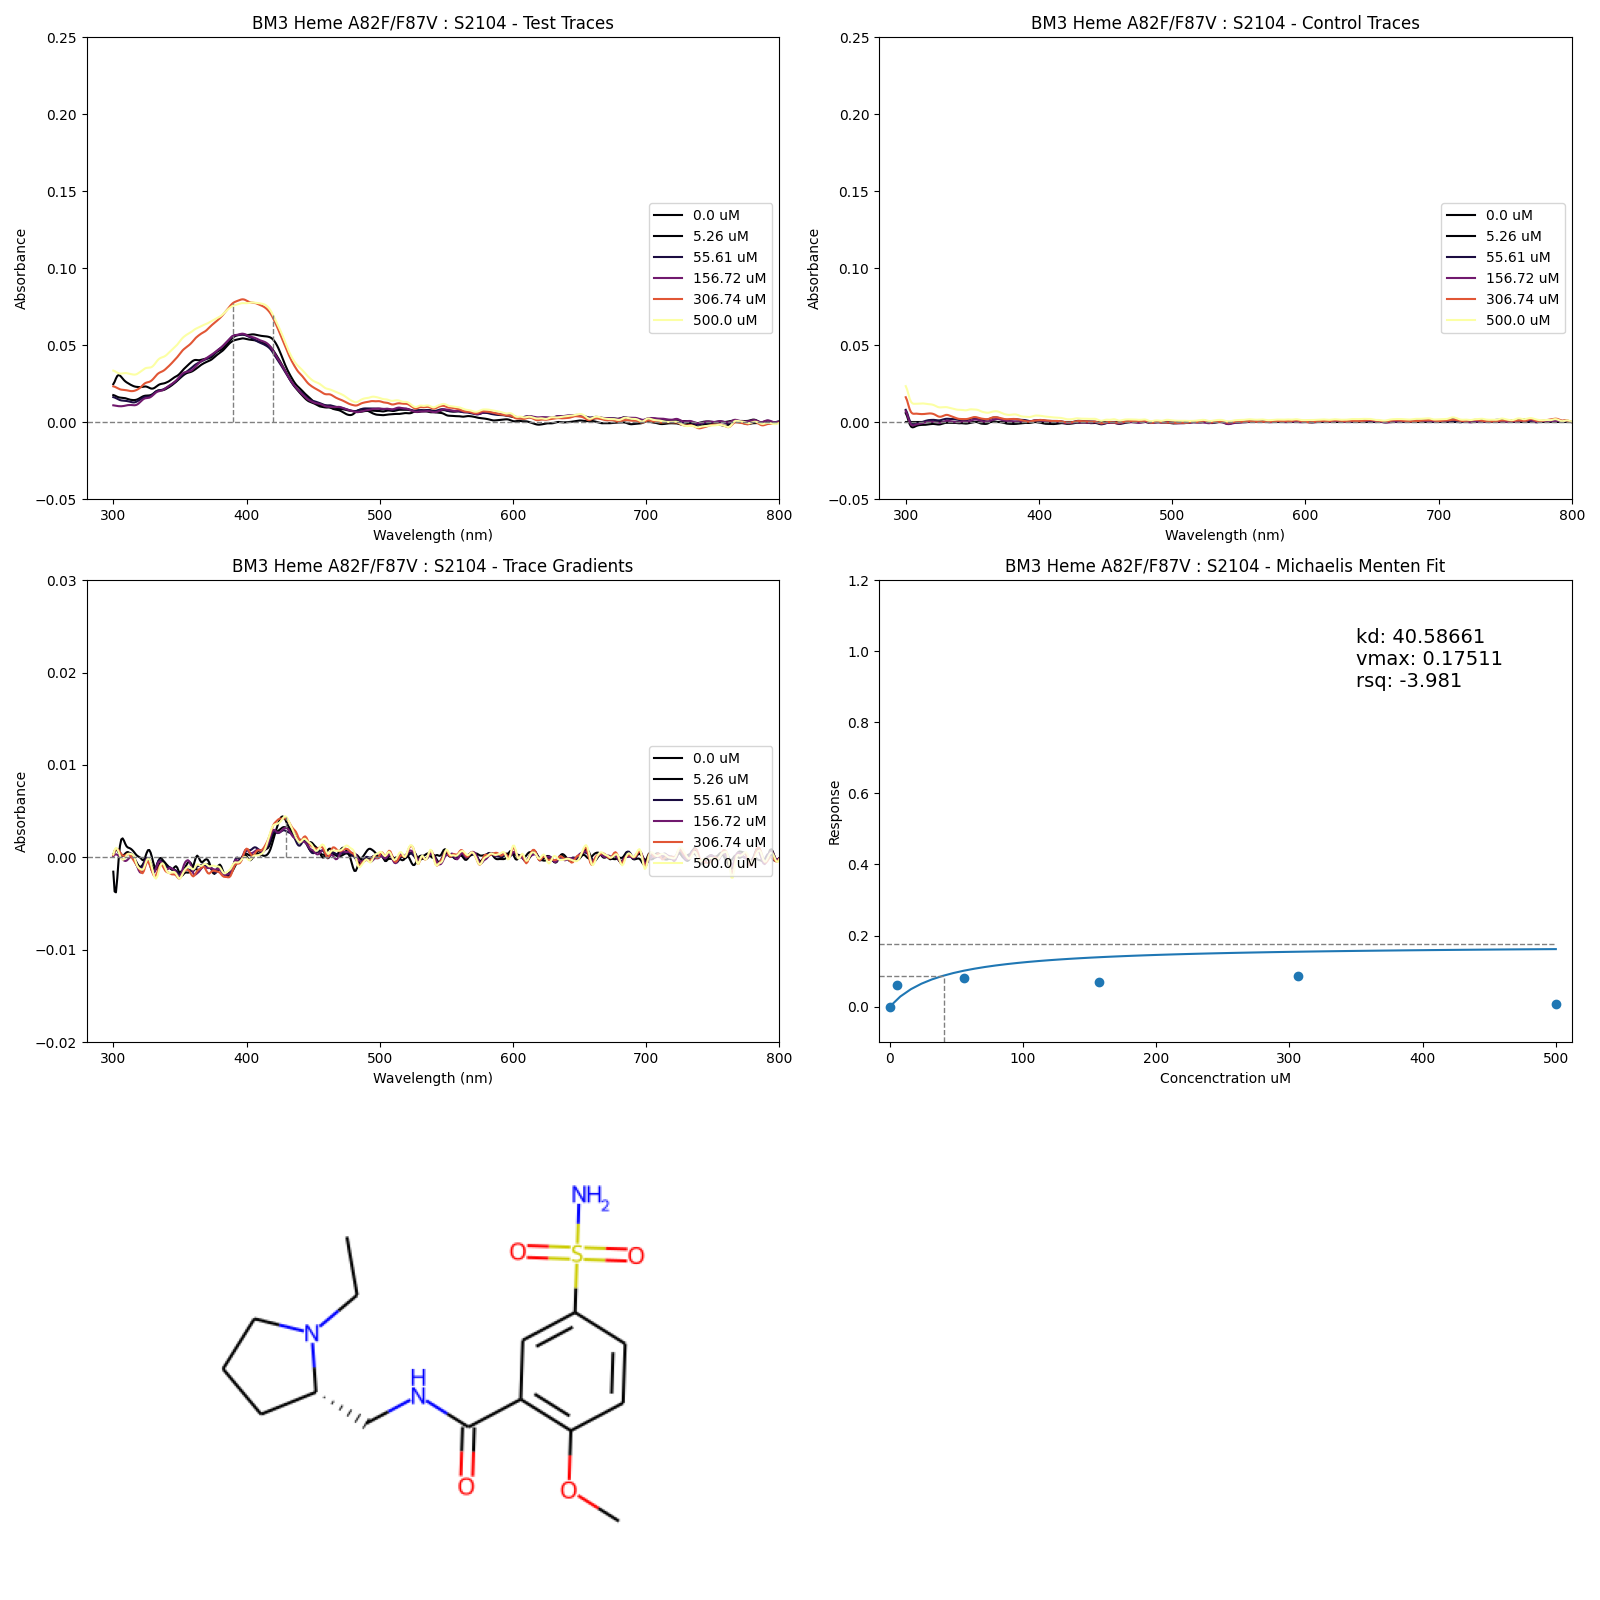 BM3 Heme A82F/F87V : S2104 - Test Traces
0.25
0.20
0.15
0.10
0.05
0.00
−0.05
Absorbance
300 400 500 600 700 800
Wavelength (nm)
0.0 uM
5.26 uM
55.61 uM
156.72 uM
306.74 uM
500.0 uM
BM3 Heme A82F/F87V : S2104 - Control Traces
0.25
0.20
0.15
0.10
0.05
0.00
−0.05
Absorbance
300 400 500 600 700 800
Wavelength (nm)
0.0 uM
5.26 uM
55.61 uM
156.72 uM
306.74 uM
500.0 uM
BM3 Heme A82F/F87V : S2104 - Trace Gradients
0.03
0.02
0.01
0.00
−0.01
−0.02
Absorbance
300 400 500 600 700 800
Wavelength (nm)
0.0 uM
5.26 uM
55.61 uM
156.72 uM
306.74 uM
500.0 uM
BM3 Heme A82F/F87V : S2104 - Michaelis Menten Fit
1.2
1.0
0.8
0.6
0.4
0.2
0.0
Response
0 100 200 300 400 500
Concenctration uM
kd: 40.58661
vmax: 0.17511
rsq: -3.981
NH2
O S O
N
H
N
O
O